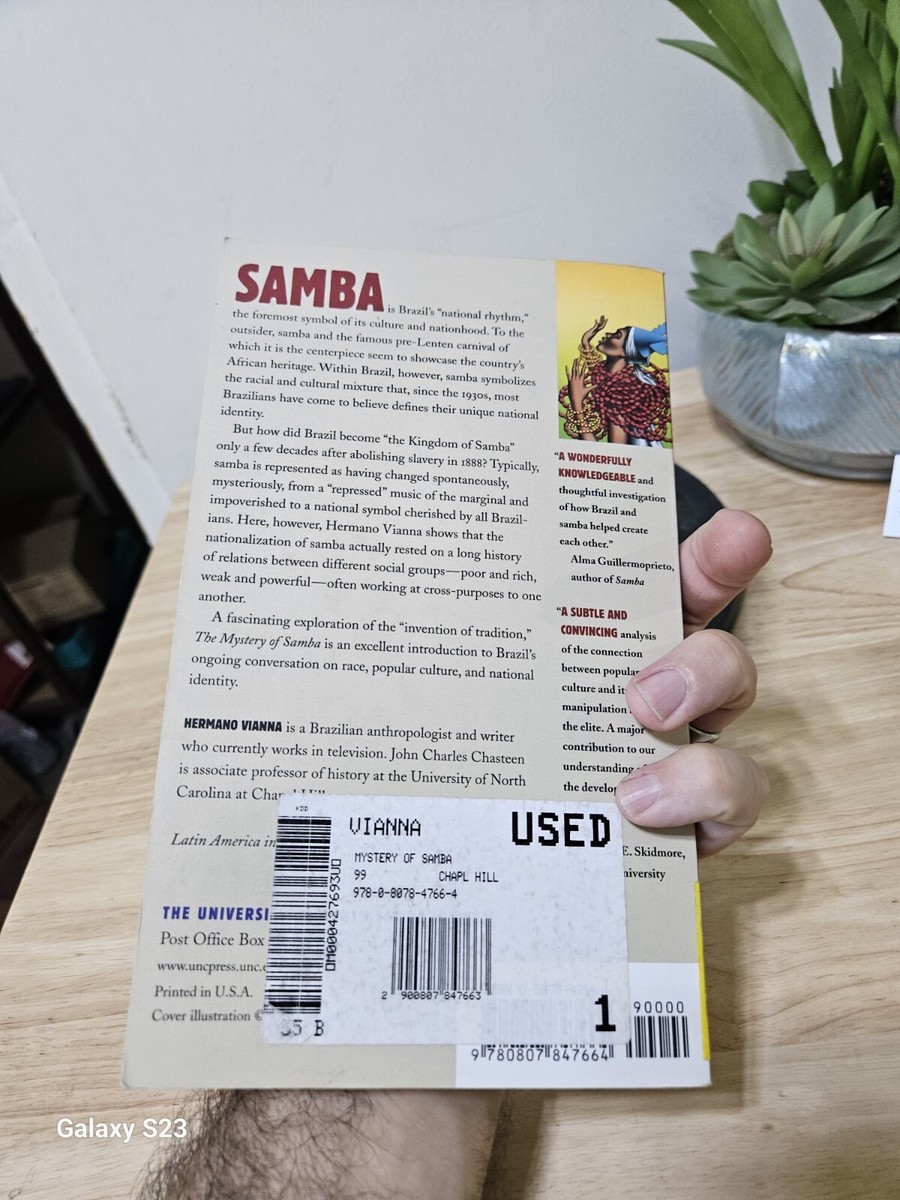 SAMBA is Brazil's "national rhythm,"
the foremost symbol of its culture and nationhood. To the
outsider, samba and the famous pre-Lenten carnival of
which it is the centerpiece seem to showcase the country's
African heritage. Within Brazil, however, samba symbolizes
the racial and cultural mixture that, since the 1930s, most
Brazilians have come to believe defines their unique national
identity.
But how did Brazil become "the Kingdom of Samba"
only a few decades after abolishing slavery in 1888? Typically,
samba is represented as having changed spontaneously,
mysteriously, from a "repressed" music of the marginal and
impoverished to a national symbol cherished by all Brazil-
ians. Here, however, Hermano Vianna shows that the
nationalization of samba actually rested on a long history
of relations between different social groups—poor and rich,
weak and powerful—often working at cross-purposes to one
another.
A fascinating exploration of the "invention of tradition,"
The Mystery of Samba is an excellent introduction to Brazil's
ongoing conversation on race, popular culture, and national
identity.
HERMANO VIANNA is a Brazilian anthropologist and writer
who currently works in television. John Charles Chasteen
is associate professor of history at the University of North
Carolina at
Latin America in
THE
Post Office Box
www.uncpress.unc.
Printed in U.S.A.
Cover illustration ©
"A WONDERFULLY
KNOWLEDGEABLE and
thoughtful investigation
of how Brazil and
samba helped create
each other."
Alma Guillermoprieto,
author of Samba
"A SUBTLE AND
CONVINCING analysis
of the connection
between popular
culture and
manipulation
the elite. A major
contribution to our
understanding
the
E. Skidmore,
KDD
VIANNA
USED
MYSTERY OF SAMBA
99 CHAPL HILL
978-0-8078-4766-4
OM000427693UO
2 900807 847663
1
B
90000
9 780807 847664
Galaxy S23